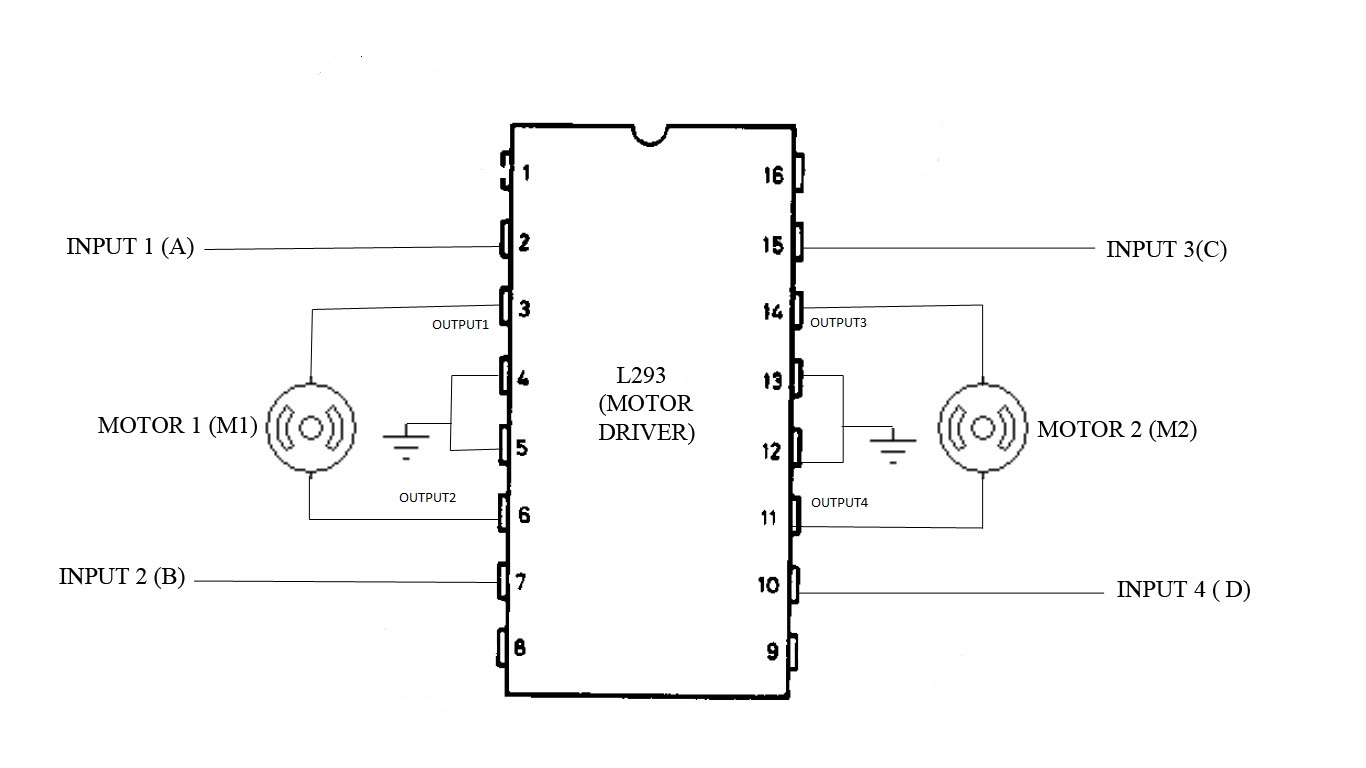 1
16
INPUT 1 (A)
2
15
INPUT 3(C)
3
14
OUTPUT1
OUTPUT3
L293
(MOTOR
DRIVER)
4
13
MOTOR 1 (M1)
MOTOR 2 (M2)
5
12
OUTPUT2
OUTPUT4
6
11
INPUT 2 (B)
7
10
INPUT 4 ( D)
8
9